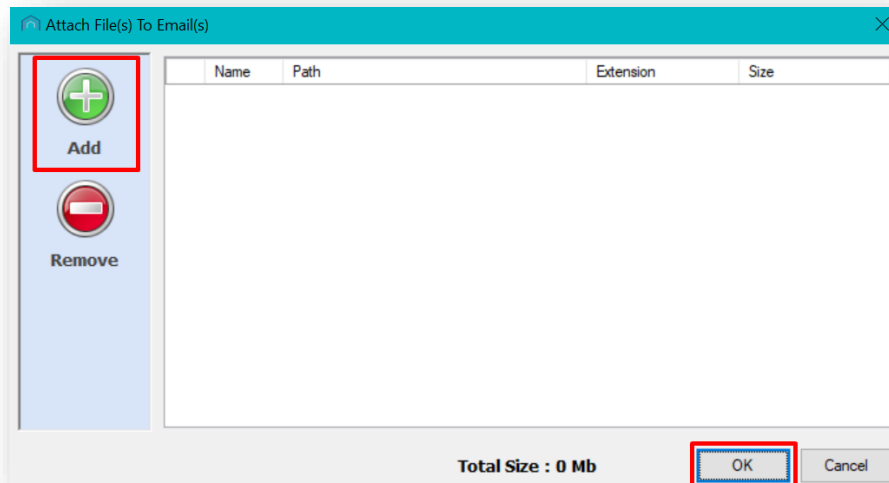 Attach File(s) To Email(s)
Name Path Extension Size
Add
Remove
Total Size : 0 Mb OK Cancel